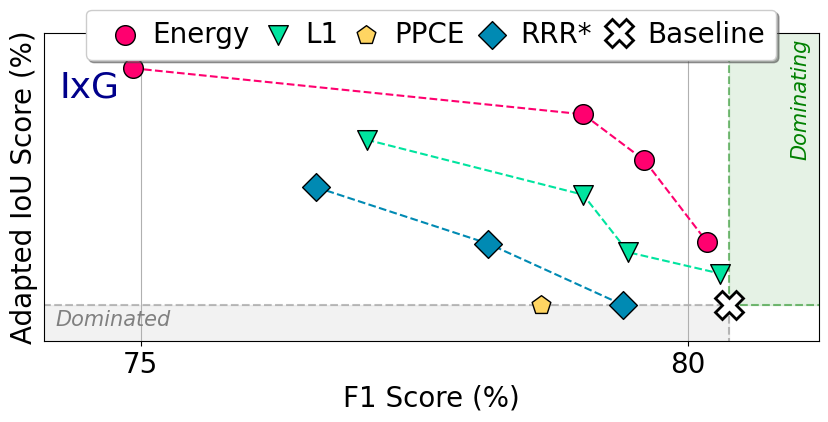 Energy L1 PPCE RRR* Baseline
IxG
Dominating
Adapted IoU Score (%)
Dominated
75 80
F1 Score (%)